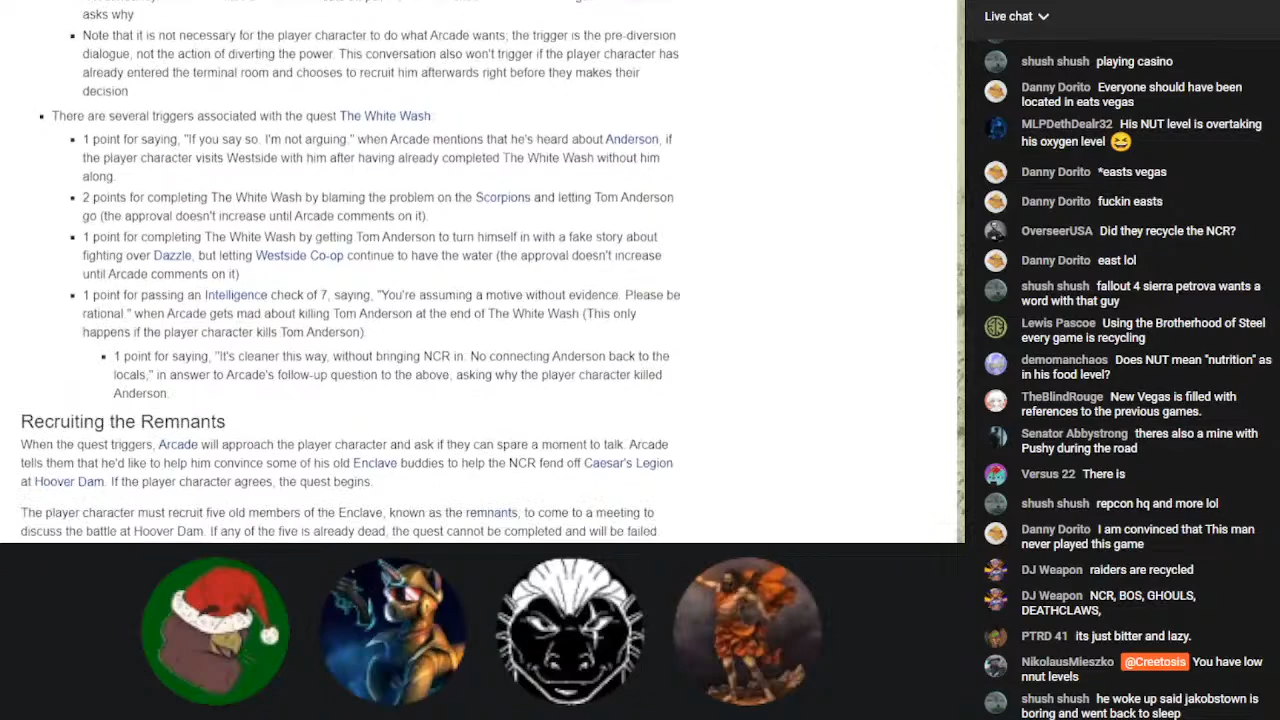 asks why
Note that it is not necessary for the player character to do what Arcade wants; the trigger is the pre-diversion
dialogue, not the action of diverting the power. This conversation also won't trigger if the player character has
already entered the terminal room and chooses to recruit him afterwards right before they makes their
decision
There are several triggers associated with the quest The White Wash
1 point for saying, "If you say so. I'm not arguing." when Arcade mentions that he's heard about Anderson, if
the player character visits Westside with him after having already completed The White Wash without him
along.
2 points for completing The White Wash by blaming the problem on the Scorpions and letting Tom Anderson
go (the approval doesn't increase until Arcade comments on it).
1 point for completing The White Wash by getting Tom Anderson to turn himself in with a fake story about
fighting over Dazzle, but letting Westside Co-op continue to have the water (the approval doesn't increase
until Arcade comments on it)
1 point for passing an Intelligence check of 7, saying, "You're assuming a motive without evidence. Please be
rational " when Arcade gets mad about killing Tom Anderson at the end of The White Wash (This only
happens if the player character kills Tom Anderson).
1 point for saying, "It's cleaner this way, without bringing NCR in. No connecting Anderson back to the
locals," in answer to Arcade's follow-up question to the above, asking why the player character killed
Anderson.
Recruiting the Remnants
When the quest triggers, Arcade will approach the player character and ask if they can spare a moment to talk. Arcade
tells them that he'd like to help him convince some of his old Enclave buddies to help the NCR fend off Caesar's Legion
at Hoover Dam. If the player character agrees, the quest begins.
The player character must recruit five old members of the Enclave, known as the remnants, to come to a meeting to
discuss the battle at Hoover Dam. If any of the five is already dead, the quest cannot be completed and will be failed.
Live chat
shush shush playing casino
Danny Dorito Everyone should have been
located in eats vegas
MLPDethDealr32 His NUT level is overtaking
his oxygen level
Danny Dorito *easts vegas
Danny Dorito fuckin easts
OverseerUSA Did they recycle the NCR?
Danny Dorito east lol
shush shush fallout 4 sierra petrova wants a
word with that guy
Lewis Pascoe Using the Brotherhood of Steel
every game is recycling
demomanchaos Does NUT mean "nutrition" as
in his food level?
TheBlindRouge New Vegas is filled with
references to the previous games.
Senator Abbystrong theres also a mine with
Pushy during the road
Versus 22 There is
shush shush repcon hq and more lol
Danny Dorito I am convinced that This man
never played this game
DJ Weapon raiders are recycled
DJ Weapon NCR, BOS, GHOULS,
DEATHCLAWS,
PTRD 41 its just bitter and lazy.
NikolausMieszko @Creetosis You have low
nnut levels
shush shush he woke up said jakobstown is
boring and went back to sleep